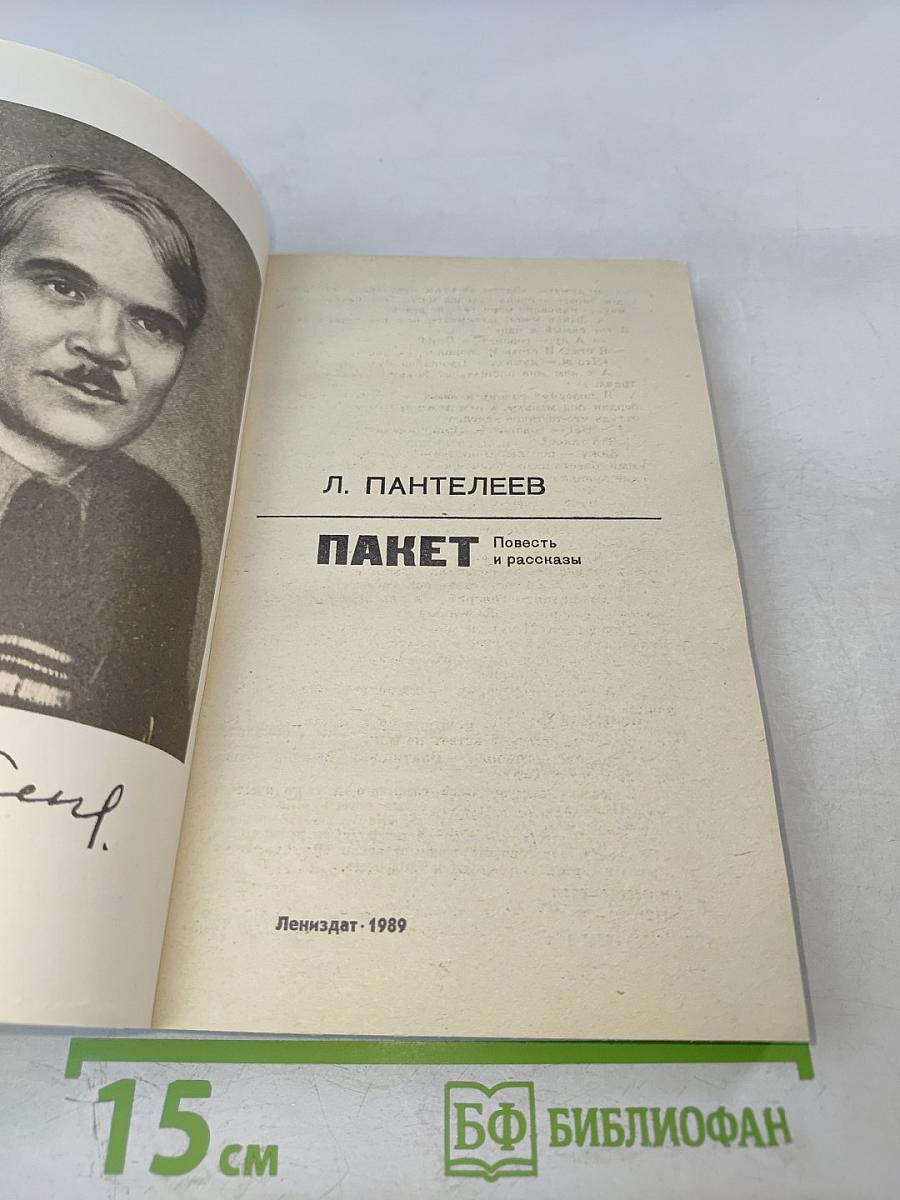 Л. ПАНТЕЛЕЕВ
ПАКЕТ
Повесть
и рассказы
Лениздат · 1989
15 см
БФ БИБЛИОФАН